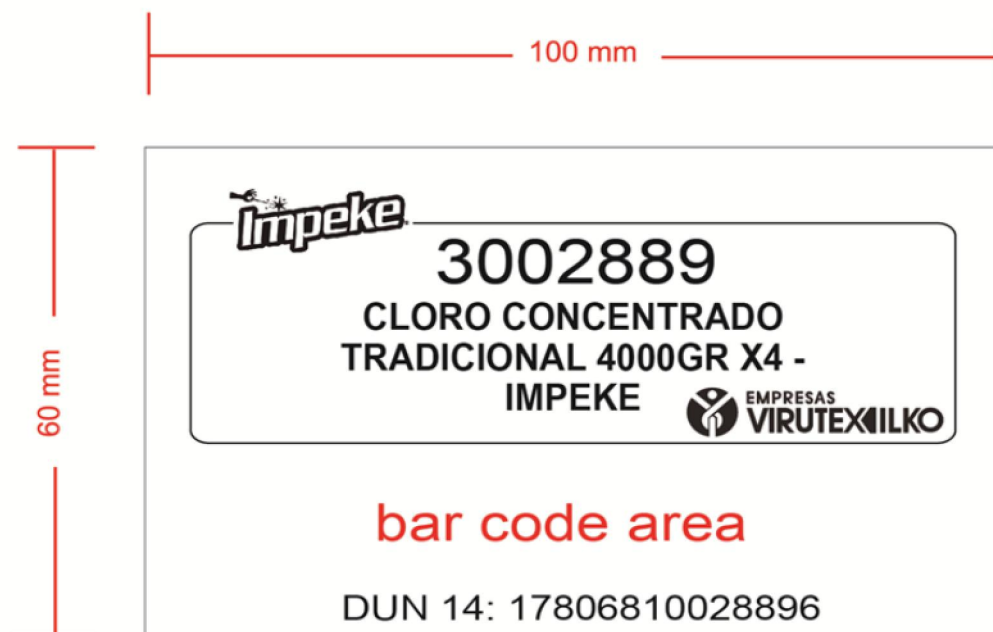 100 mm
Impeke
3002889
CLORO CONCENTRADO
TRADICIONAL 4000GR X4 -
IMPEKE
EMPRESAS
VIRUTEX ILKO
60 mm
bar code area
DUN 14: 17806810028896